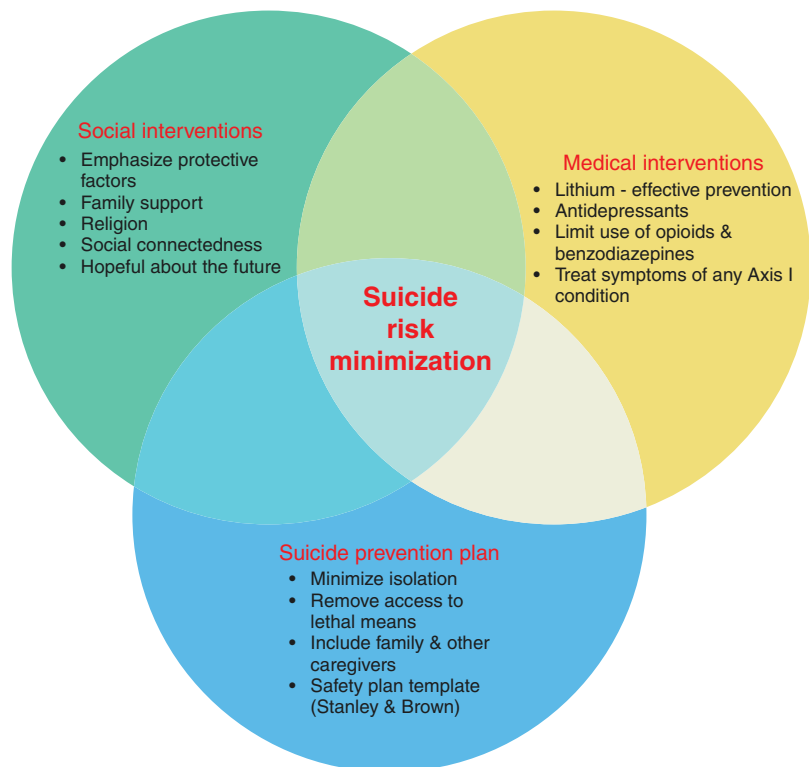 Social interventions
• Emphasize protective
factors
• Family support
• Religion
• Social connectedness
• Hopeful about the future
Medical interventions
• Lithium - effective prevention
• Antidepressants
• Limit use of opioids &
benzodiazepines
• Treat symptoms of any Axis I
condition
Suicide
risk
minimization
Suicide prevention plan
• Minimize isolation
• Remove access to
lethal means
• Include family & other
caregivers
• Safety plan template
(Stanley & Brown)